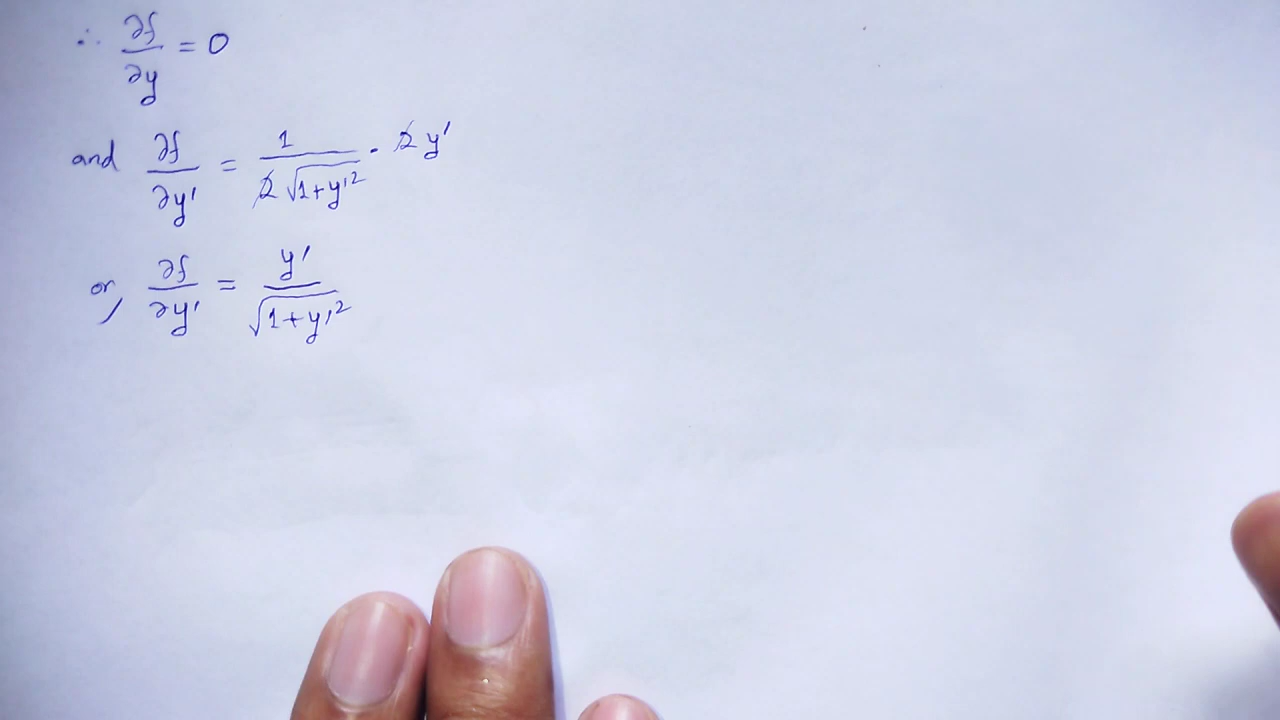 ∴ ∂f/∂y = 0
and ∂f/∂y' = 1/(2√(1+y'²)) · 2y'
or, ∂f/∂y' = y'/√(1+y'²)